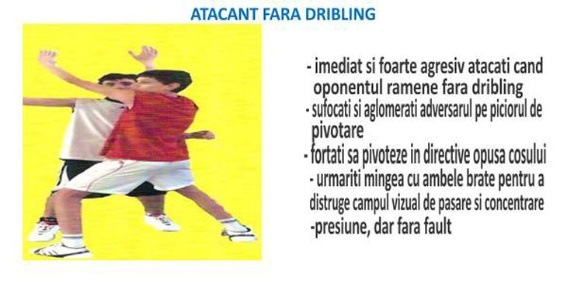 ATACANT FARA DRIBLING
- imediat si foarte agresiv atacati cand
oponentul ramene fara dribling
- sufocati si aglomerati adversarul pe piciorul de
pivotare
- fortati sa pivoteze in directive opusa cosului
- urmariti mingea cu ambele brate pentru a
distruge campul vizual de pasare si concentrare
-presiune, dar fara fault